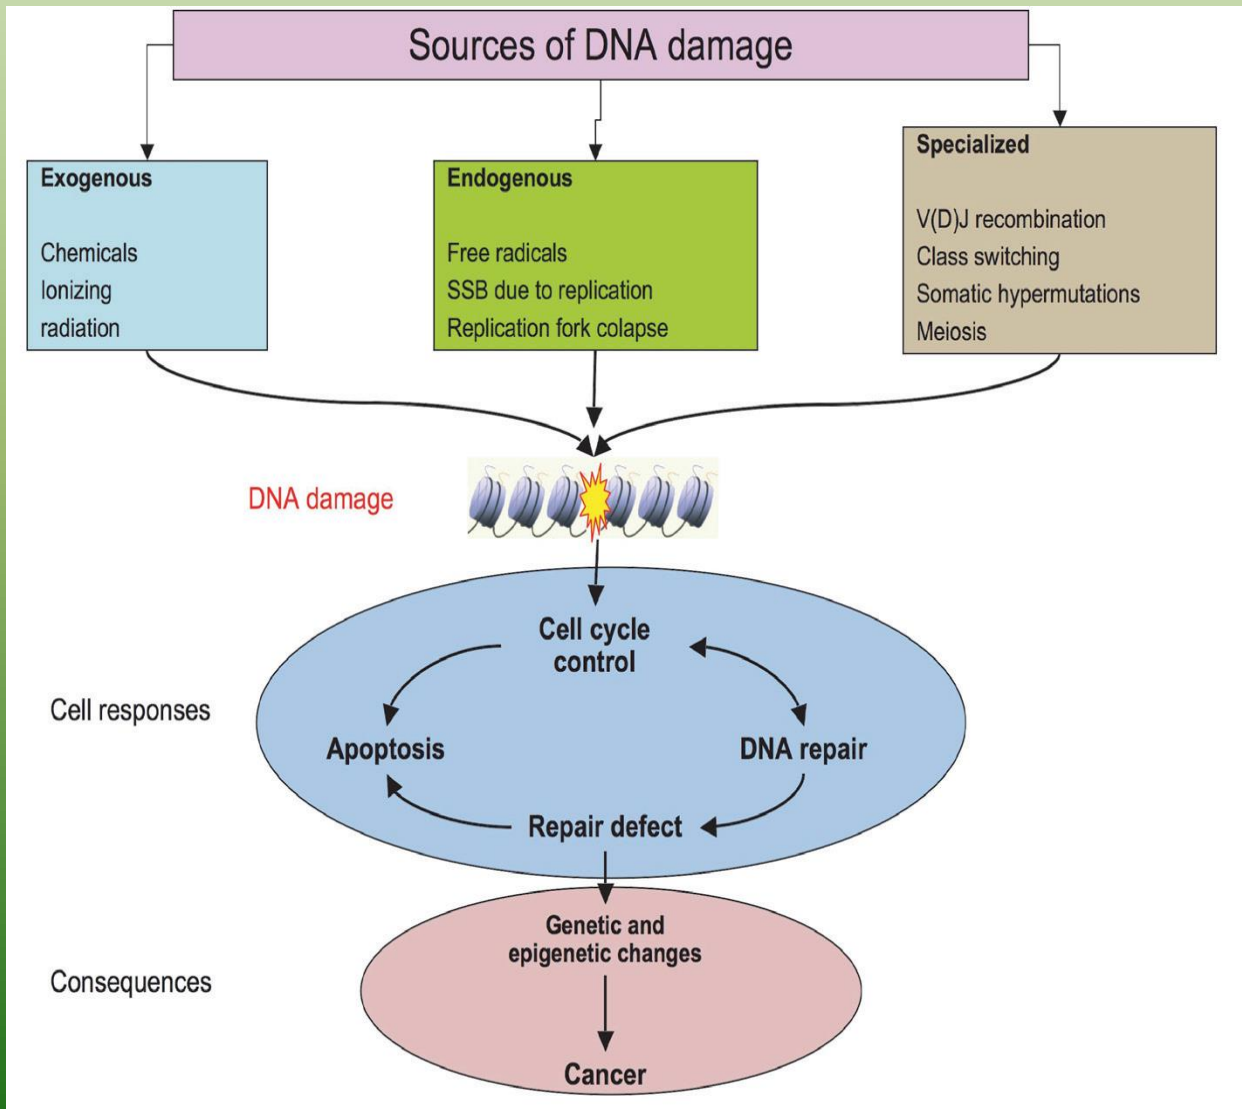 Sources of DNA damage
Exogenous
Chemicals
Ionizing
radiation
Endogenous
Free radicals
SSB due to replication
Replication fork colapse
Specialized
V(D)J recombination
Class switching
Somatic hypermutations
Meiosis
DNA damage
Cell responses
Cell cycle
control
Apoptosis
DNA repair
Repair defect
Consequences
Genetic and
epigenetic changes
Cancer